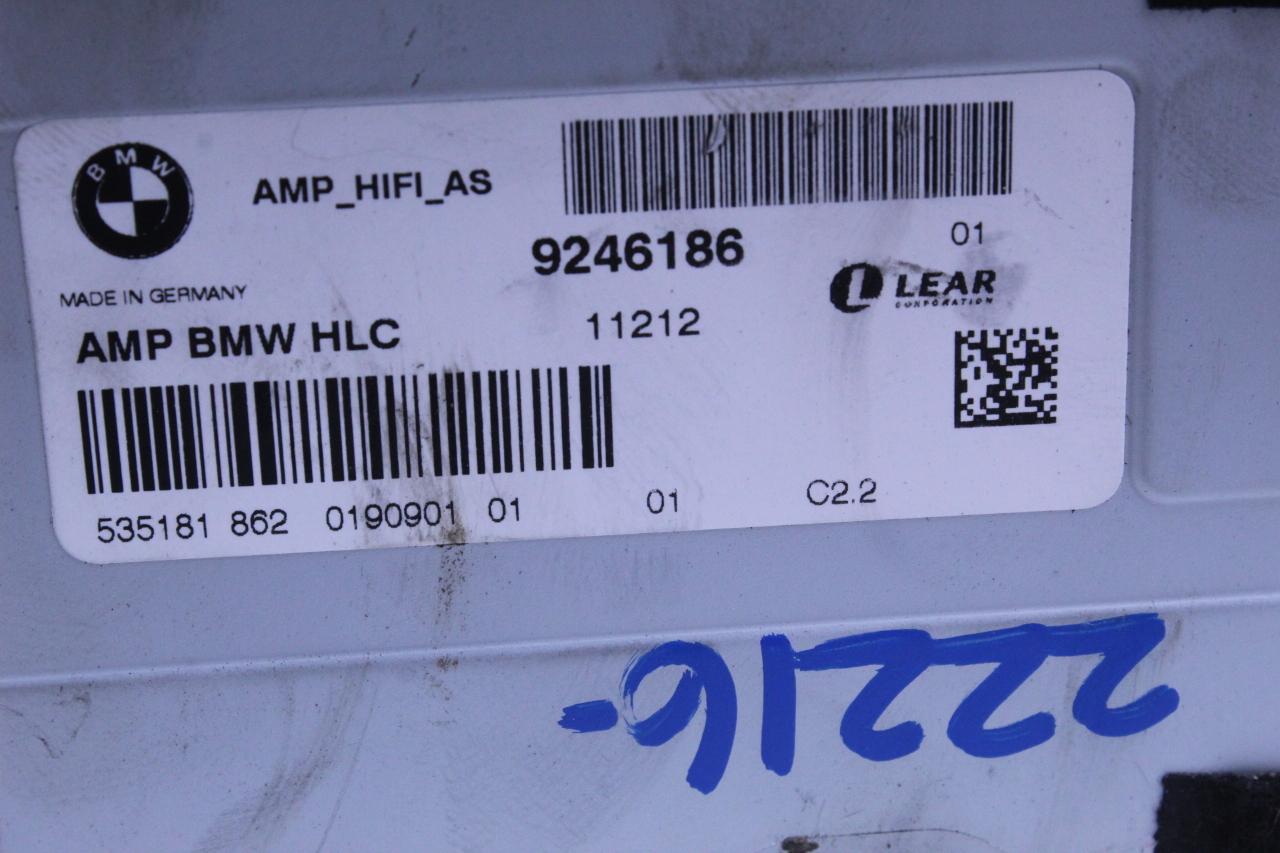 BMW
AMP_HIFI_AS
9246186
01
MADE IN GERMANY
LEAR
CORPORATION
AMP BMW HLC
11212
535181 862 0190901 01
01
C2.2
22216-